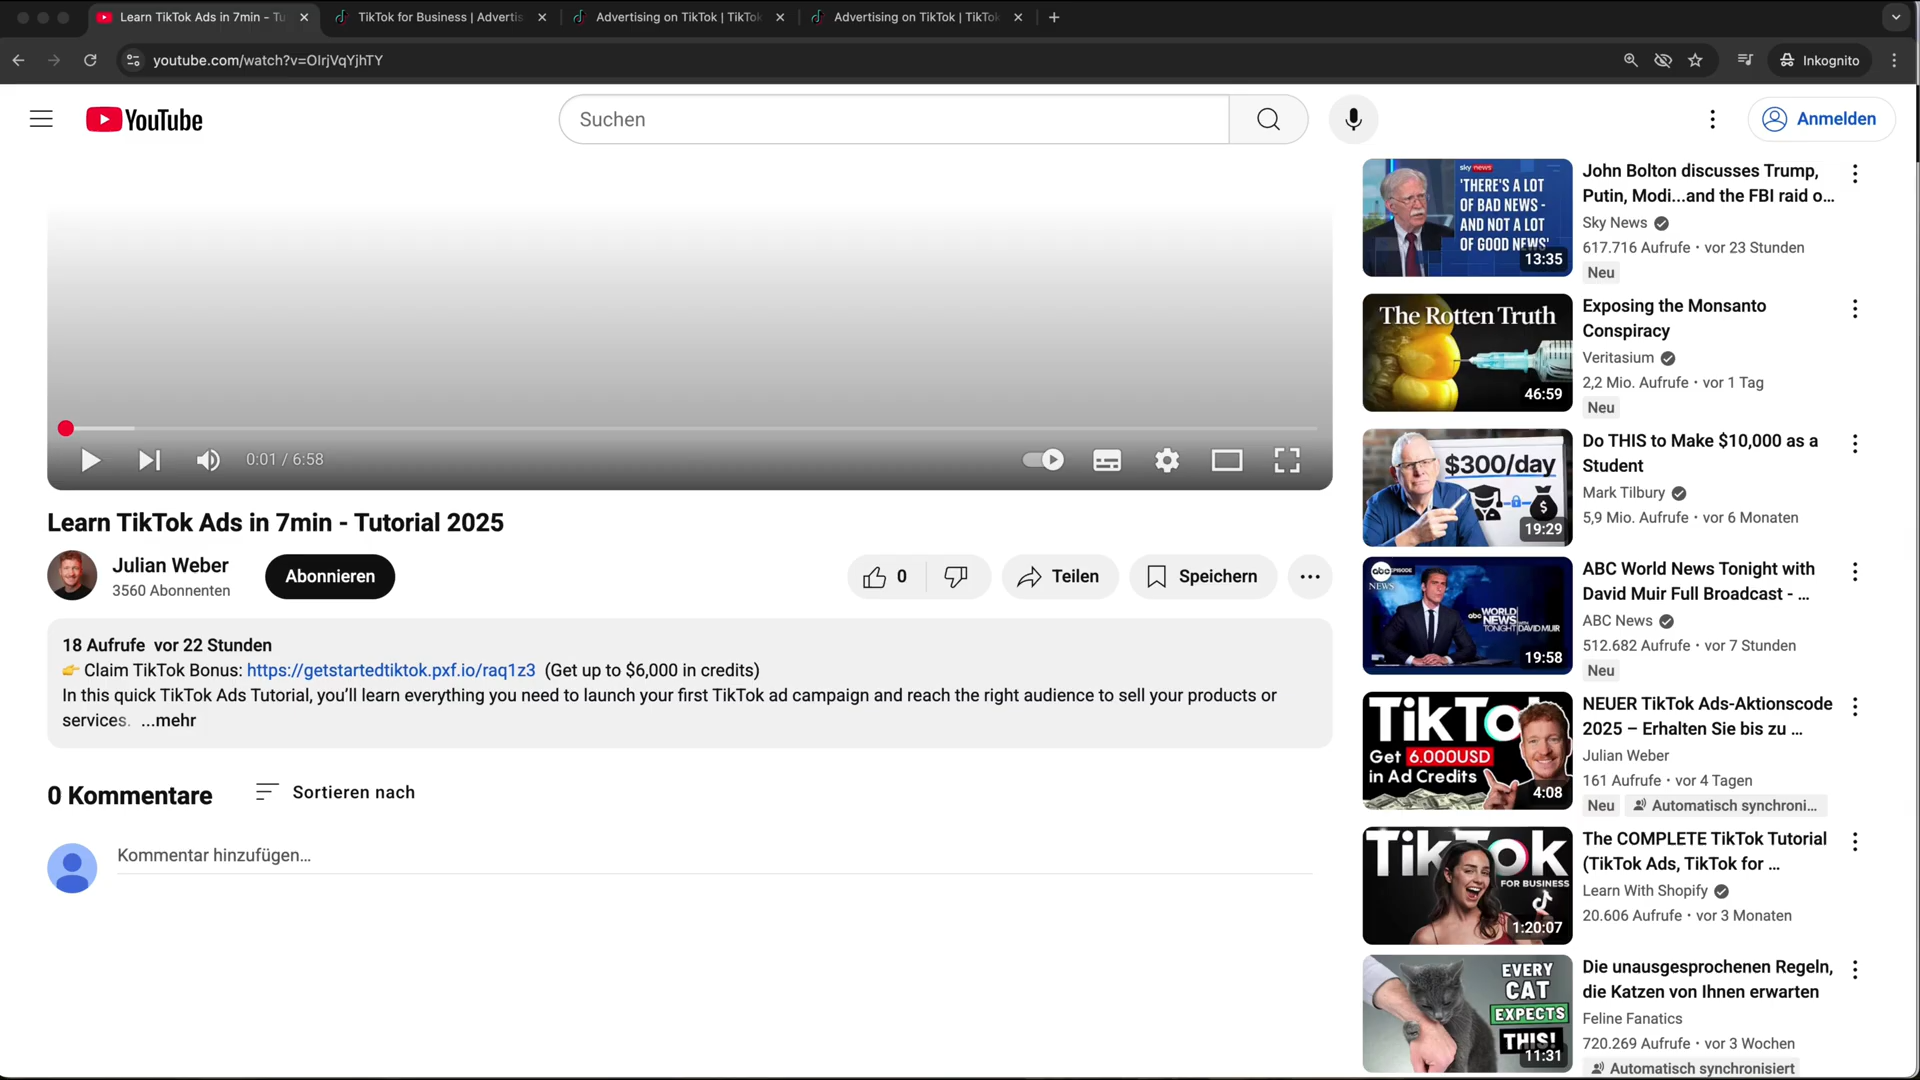 Learn TikTok Ads in 7min - Tu
TikTok for Business | Advertis
Advertising on TikTok | TikTok
Advertising on TikTok | TikTok
youtube.com/watch?v=OIrjVqYjhTY
Inkognito
YouTube
Suchen
Anmelden
0:01 / 6:58
Learn TikTok Ads in 7min - Tutorial 2025
Julian Weber
3560 Abonnenten
Abonnieren
0
Teilen
Speichern
18 Aufrufe vor 22 Stunden
👉 Claim TikTok Bonus: https://getstartedtiktok.pxf.io/raq1z3 (Get up to $6,000 in credits)
In this quick TikTok Ads Tutorial, you’ll learn everything you need to launch your first TikTok ad campaign and reach the right audience to sell your products or
services. ...mehr
0 Kommentare
Sortieren nach
Kommentar hinzufügen...
sky news
'THERE'S A LOT
OF BAD NEWS -
AND NOT A LOT
OF GOOD NEWS'
13:35
John Bolton discusses Trump,
Putin, Modi...and the FBI raid o...
Sky News
617.716 Aufrufe • vor 23 Stunden
Neu
The Rotten Truth
46:59
Exposing the Monsanto
Conspiracy
Veritasium
2,2 Mio. Aufrufe • vor 1 Tag
Neu
$300/day
19:29
Do THIS to Make $10,000 as a
Student
Mark Tilbury
5,9 Mio. Aufrufe • vor 6 Monaten
abc EPISODE
NEWS
abc WORLD
NEWS
TONIGHT DAVID MUIR
19:58
ABC World News Tonight with
David Muir Full Broadcast - ...
ABC News
512.682 Aufrufe • vor 7 Stunden
Neu
TikTo
Get 6.000USD
in Ad Credits
4:08
NEUER TikTok Ads-Aktionscode
2025 – Erhalten Sie bis zu ...
Julian Weber
161 Aufrufe • vor 4 Tagen
Neu
Automatisch synchroni...
TikTok
FOR BUSINESS
1:20:07
The COMPLETE TikTok Tutorial
(TikTok Ads, TikTok for ...
Learn With Shopify
20.606 Aufrufe • vor 3 Monaten
EVERY
CAT
EXPECTS
THIS!
11:31
Die unausgesprochenen Regeln,
die Katzen von Ihnen erwarten
Feline Fanatics
720.269 Aufrufe • vor 3 Wochen
Automatisch synchronisiert